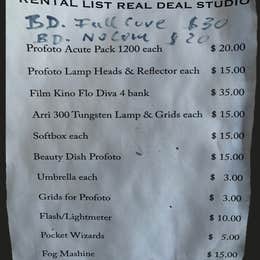 RENTAL LIST REAL DEAL STUDIO
BD. Full Cove $30
BD. $20
Profoto Acute Pack 1200 each $ 20.00
Profoto Lamp Heads & Reflector each $ 15.00
Film Kino Flo Diva 4 bank $ 35.00
Arri 300 Tungsten Lamp & Grids each $ 15.00
Softbox each $ 15.00
Beauty Dish Profoto $ 15.00
Umbrella each $ 3.00
Grids for Profoto $ 3.00
Flash/Lightmeter $ 10.00
Pocket Wizards $ 5.00
Fog Mashine $ 15.00